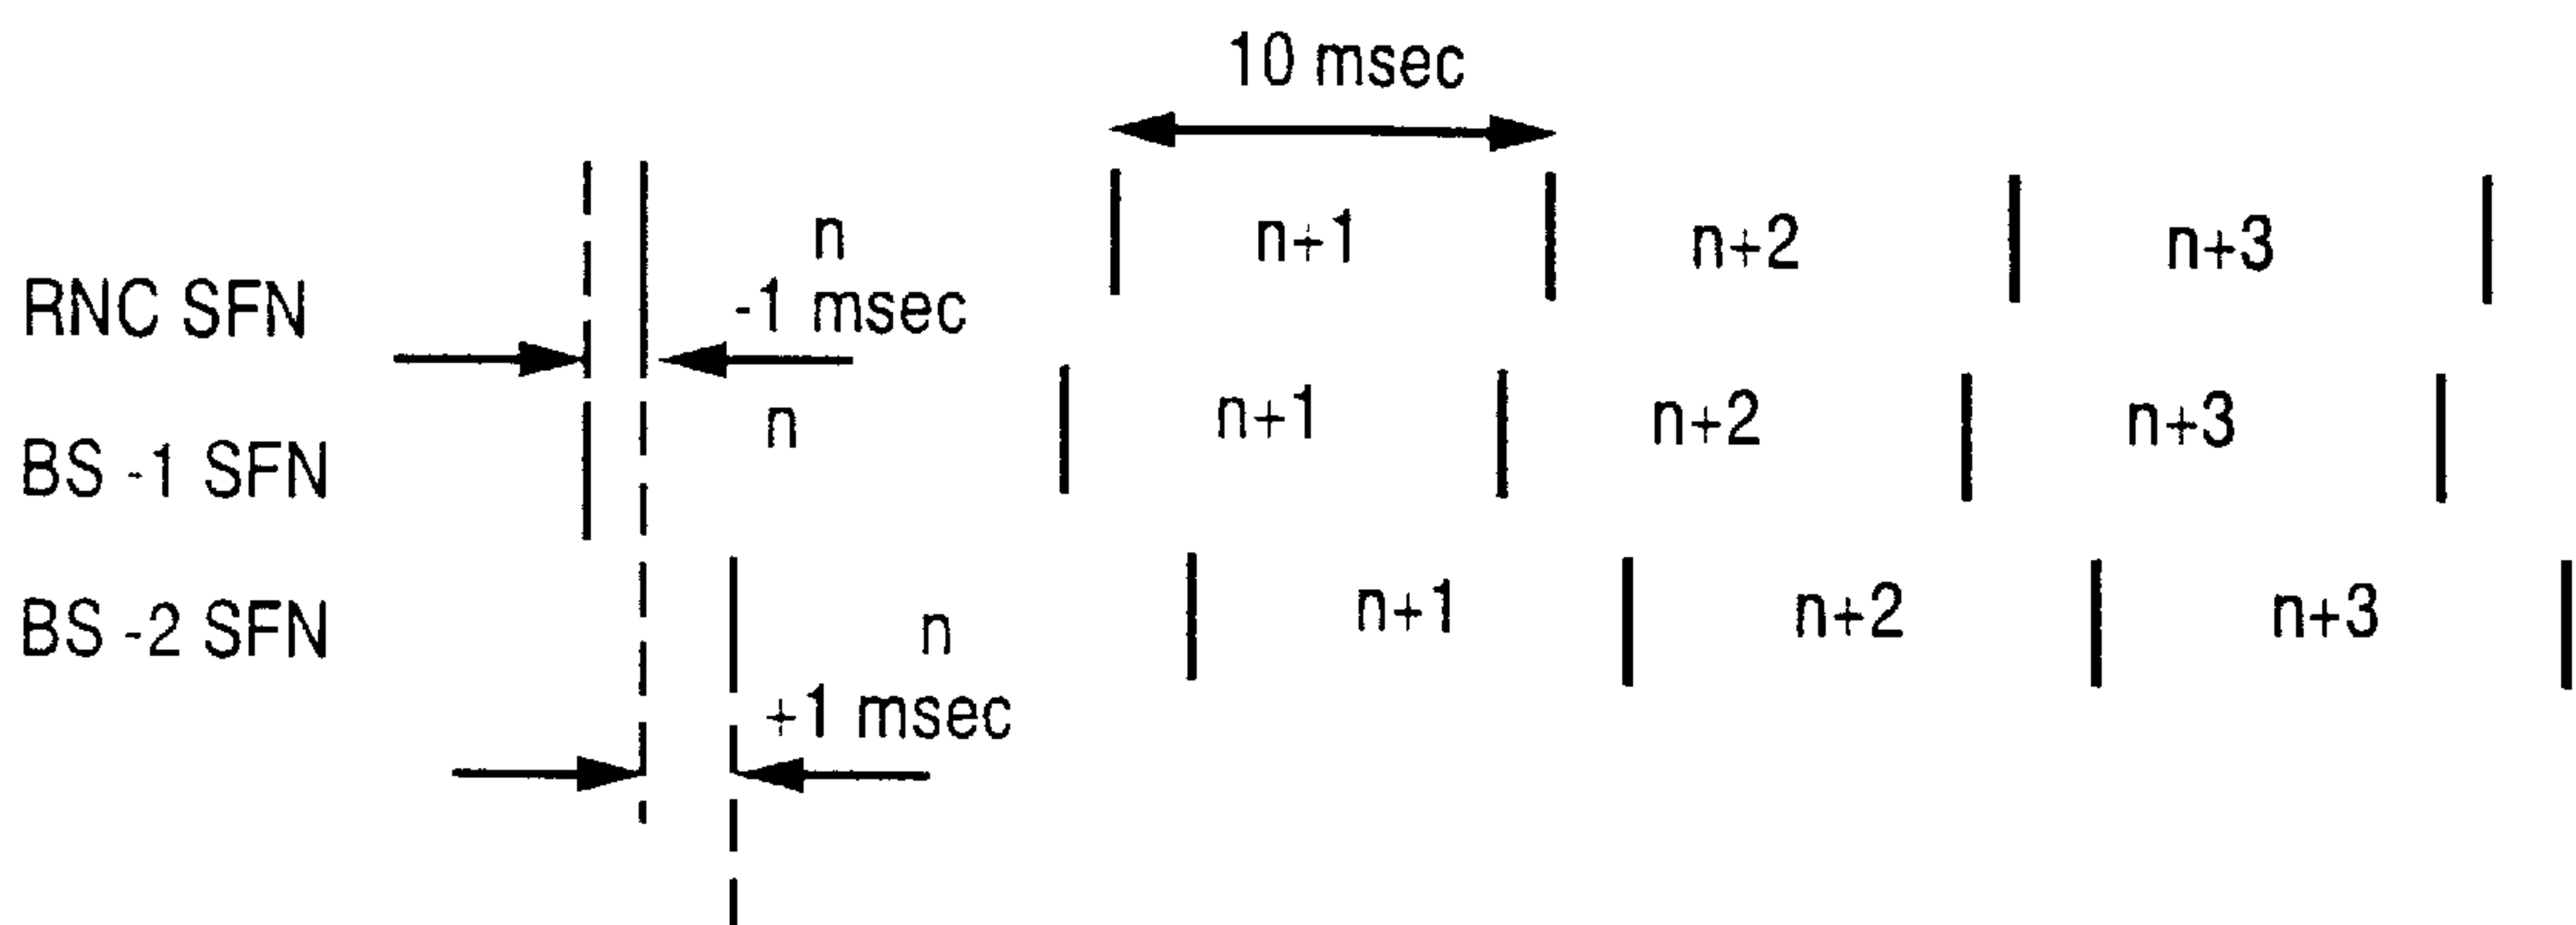 10 msec
n
n+1
n+2
n+3
RNC SFN
-1 msec
n
n+1
n+2
n+3
BS -1 SFN
BS -2 SFN
n
n+1
n+2
n+3
+1 msec